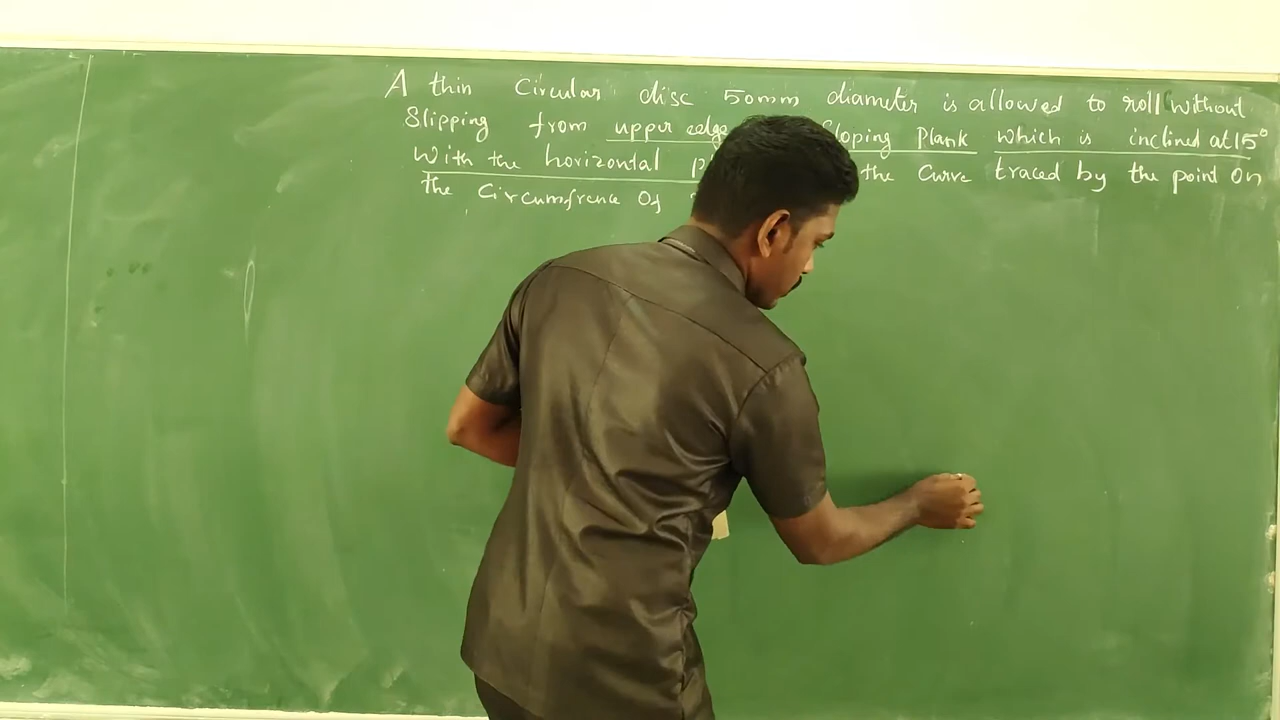 A thin Circular disc 50mm diameter is allowed to roll without
Slipping from upper edge Sloping Plank which is inclined at 15°
With the horizontal the Curve traced by the point On
the Circumfrence Of